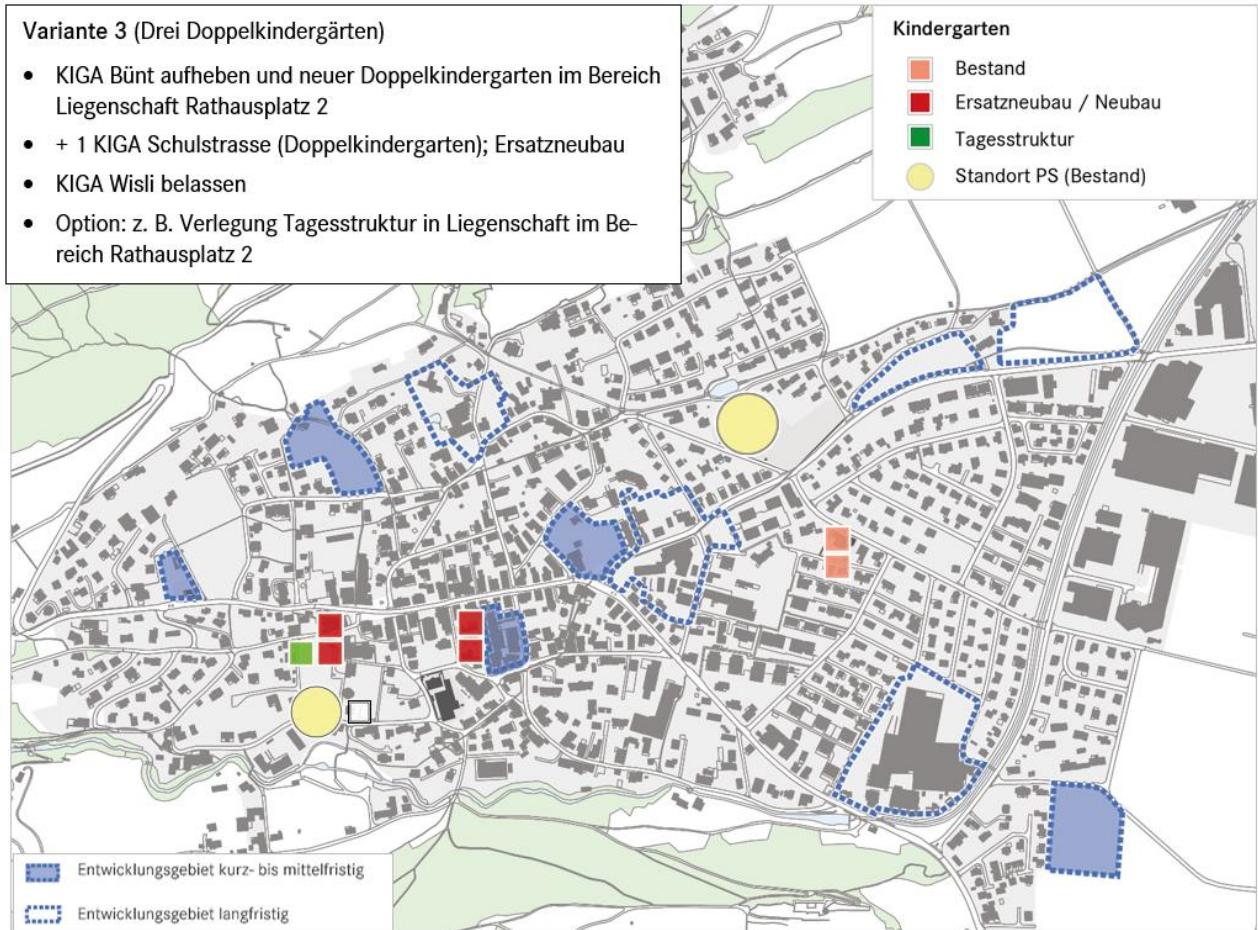 Variante 3 (Drei Doppelkindergärten)
• KIGA Bünt aufheben und neuer Doppelkindergarten im Bereich
Liegenschaft Rathausplatz 2
• + 1 KIGA Schulstrasse (Doppelkindergarten); Ersatzneubau
• KIGA Wisli belassen
• Option: z. B. Verlegung Tagesstruktur in Liegenschaft im Be-
reich Rathausplatz 2
Kindergarten
Bestand
Ersatzneubau / Neubau
Tagesstruktur
Standort PS (Bestand)
Entwicklungsgebiet kurz- bis mittelfristig
Entwicklungsgebiet langfristig